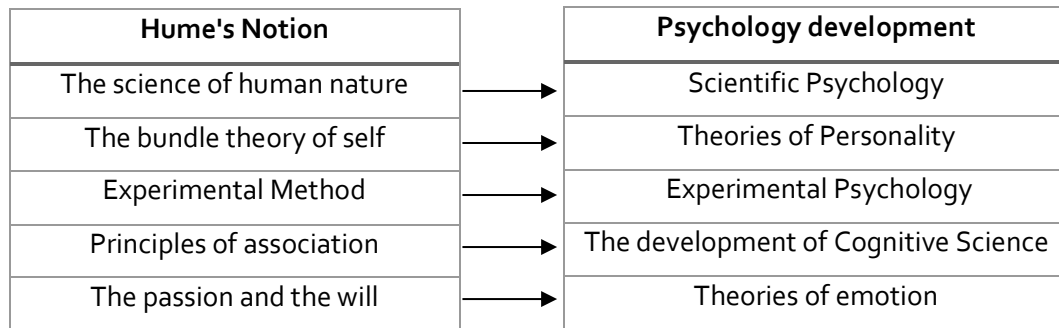 Hume's Notion
Psychology development
The science of human nature
Scientific Psychology
The bundle theory of self
Theories of Personality
Experimental Method
Experimental Psychology
Principles of association
The development of Cognitive Science
The passion and the will
Theories of emotion